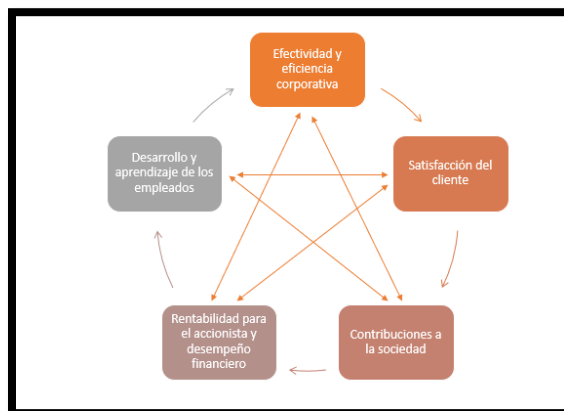 Efectividad y
eficiencia
corporativa
Satisfacción del
cliente
Contribuciones a
la sociedad
Rentabilidad para
el accionista y
desempeño
financiero
Desarrollo y
aprendizaje de los
empleados